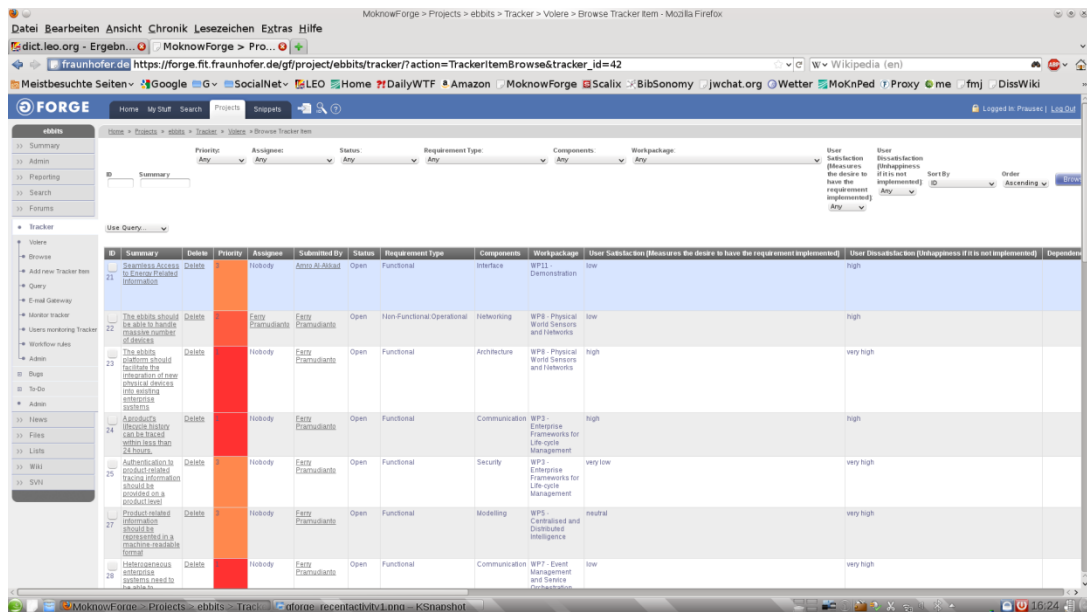 MoknowForge > Projects > ebbits > Tracker > Volere > Browse Tracker Item - Mozilla Firefox
Datei Bearbeiten Ansicht Chronik Lesezeichen Extras Hilfe
dict.leo.org - Ergebn... MoknowForge > Pro...
fraunhofer.de https://forge.fit.fraunhofer.de/gf/project/ebbits/tracker/?action=TrackerItemBrowse&tracker_id=42 Wikipedia (en)
Meistbesuchte Seiten Google G SocialNet LEO Home DailyWTF Amazon MoknowForge Scalix BibSonomy jwchat.org Wetter MoKnPed Proxy me fmj DissWiki
FORGE Home My Stuff Search Projects Snippets Logged In: Prausec | Log Out
ebbits
Home > Projects > ebbits > Tracker > Volere > Browse Tracker Item
Summary
Admin
Reporting
Search
Forums
Tracker
Volere
Browse
Add new Tracker Item
Query
E-mail Gateway
Monitor tracker
Users monitoring Tracker
Workflow rules
Admin
Bugs
To-Do
Admin
News
Files
Lists
Wiki
SVN
ID Summary
Priority: Any
Assignee: Any
Status: Any
Requirement Type: Any
Components: Any
Workpackage: Any
User Satisfaction (Measures the desire to have the requirement implemented) Any
User Dissatisfaction (Unhappiness if it is not implemented) Any
Sort By ID
Order Ascending
Brows
Use Query...
ID Summary Delete Priority Assignee Submitted By Status Requirement Type Components Workpackage User Satisfaction (Measures the desire to have the requirement implemented) User Dissatisfaction (Unhappiness if it is not implemented) Dependen
21 Seamless Access to Energy Related Information Delete 3 Nobody Amro Al-Akkad Open Functional Interface WP11 - Demonstration low high
22 The ebbits should be able to handle massive number of devices Delete Ferry Pramudianto Ferry Pramudianto Open Non-Functional Operational Networking WP8 - Physical World Sensors and Networks low high
23 The ebbits platform should facilitate the integration of new physical devices into existing enterprise systems Delete Nobody Ferry Pramudianto Open Functional Architecture WP8 - Physical World Sensors and Networks high very high
24 A product's lifecycle history can be traced within less than 24 hours. Delete Nobody Ferry Pramudianto Open Functional Communication WP3 - Enterprise Frameworks for Life-cycle Management high high
25 Authentication to product-related tracing information should be provided on a product level Delete 3 Nobody Ferry Pramudianto Open Functional Security WP3 - Enterprise Frameworks for Life-cycle Management very low very high
27 Product related information should be represented in a machine-readable format Delete 3 Nobody Ferry Pramudianto Open Functional Modelling WP5 - Centralised and Distributed Intelligence neutral very high
28 Heterogeneous enterprise systems need to be able to Delete Nobody Ferry Pramudianto Open Functional Communication WP7 - Event Management and Service Orchestration low high
MoknowForge > Projects > ebbits > Track gforge_recentactivity1.png – KSnapshot 16:24